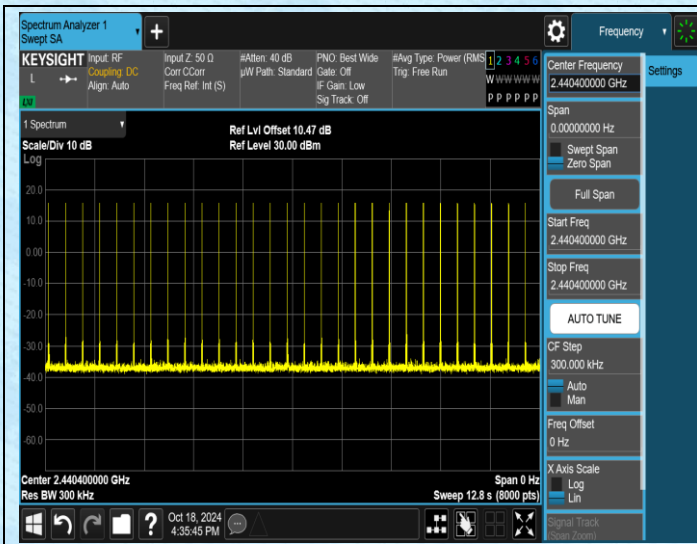 Spectrum Analyzer 1
Swept SA
Frequency
KEYSIGHT
L
LXI
Input: RF
Coupling: DC
Align: Auto
Input Z: 50 Ω
Corr CCorr
Freq Ref: Int (S)
#Atten: 40 dB
µW Path: Standard
PNO: Best Wide
Gate: Off
IF Gain: Low
Sig Track: Off
#Avg Type: Power (RMS
Trig: Free Run
1 2 3 4 5 6
W W W W W W
P P P P P P
Center Frequency
2.440400000 GHz
Settings
Span
0.00000000 Hz
Swept Span
Zero Span
Full Span
Start Freq
2.440400000 GHz
Stop Freq
2.440400000 GHz
AUTO TUNE
CF Step
300.000 kHz
Auto
Man
Freq Offset
0 Hz
X Axis Scale
Log
Lin
Signal Track
(Span Zoom)
1 Spectrum
Scale/Div 10 dB
Ref Lvl Offset 10.47 dB
Ref Level 30.00 dBm
Log
20.0
10.0
0.00
-10.0
-20.0
-30.0
-40.0
-50.0
-60.0
Center 2.440400000 GHz
Span 0 Hz
Res BW 300 kHz
Sweep 12.8 s (8000 pts)
?
Oct 18, 2024
4:35:45 PM